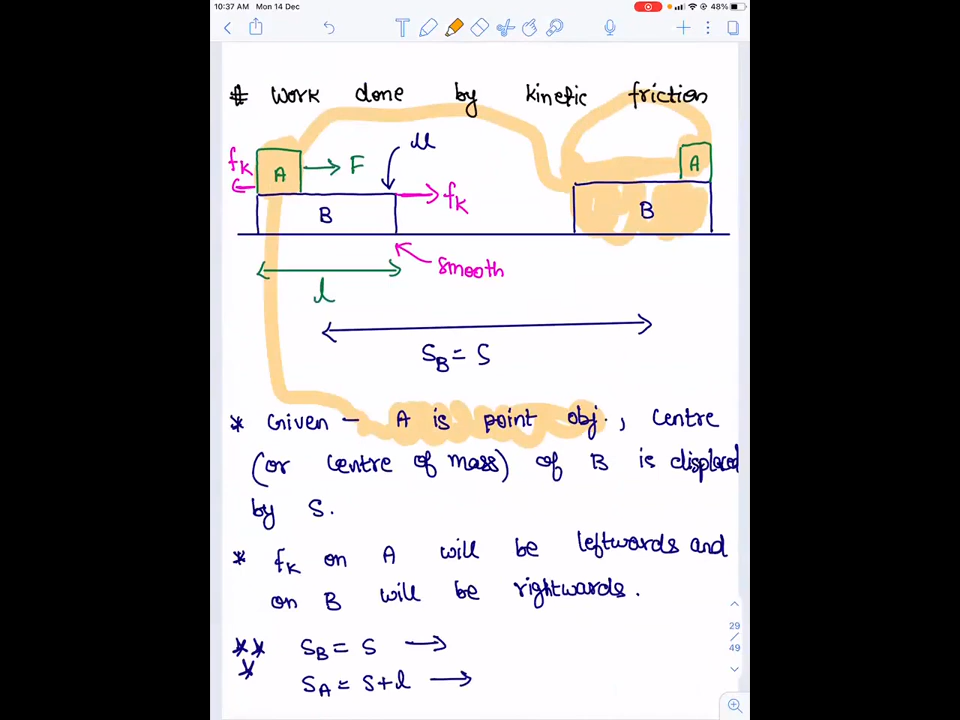 10:37 AM Mon 14 Dec 48%
# Work done by kinetic friction
μ
fk A F A
fk
B B
smooth
l
SB = S
* Given - A is point obj., centre
(or centre of mass) of B is displaced
by S.
* fk on A will be leftwards and
on B will be rightwards.
*** SB = S →
SA = S+l →
29
/
49